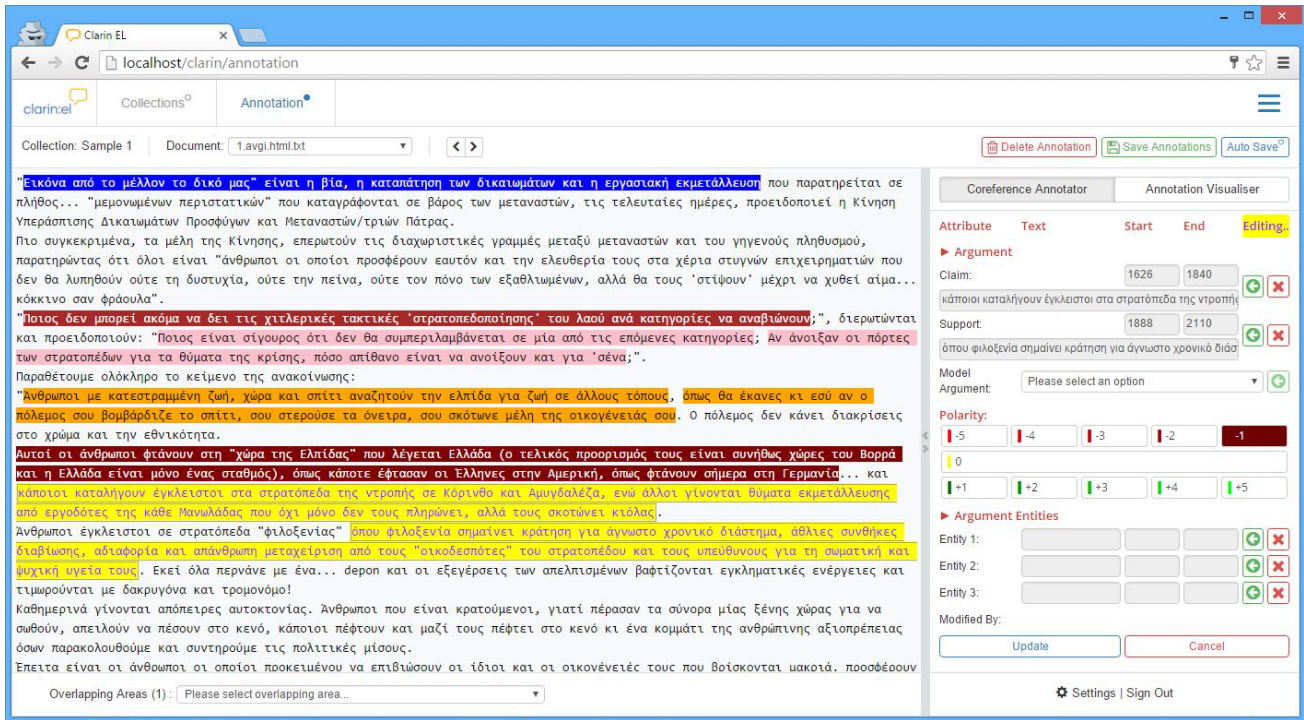 Clarin EL
localhost/clarin/annotation
clarin:el
Collections
Annotation
Collection: Sample 1
Document:
1.avgi.html.txt
Delete Annotation
Save Annotations
Auto Save
"Εικόνα από το μέλλον το δικό μας" είναι η βία, η καταπάτηση των δικαιωμάτων και η εργασιακή εκμετάλλευση που παρατηρείται σε
πλήθος... "μεμονωμένων περιστατικών" που καταγράφονται σε βάρος των μεταναστών, τις τελευταίες ημέρες, προειδοποιεί η Κίνηση
Υπεράσπισης Δικαιωμάτων Προσφύγων και Μεταναστών/τριών Πάτρας.
Πιο συγκεκριμένα, τα μέλη της Κίνησης, επερωτούν τις διαχωριστικές γραμμές μεταξύ μεταναστών και του γηγενούς πληθυσμού,
παρατηρώντας ότι όλοι είναι "άνθρωποι οι οποίοι προσφέρουν εαυτόν και την ελευθερία τους στα χέρια στυγνών επιχειρηματιών που
δεν θα λυπηθούν ούτε τη δυστυχία, ούτε την πείνα, ούτε τον πόνο των εξαθλιωμένων, αλλά θα τους 'στίψουν' μέχρι να χυθεί αίμα...
κόκκινο σαν φράουλα".
"Ποιος δεν μπορεί ακόμα να δει τις χιτλερικές τακτικές 'στρατοπεδοποίησης' του λαού ανά κατηγορίες να αναβιώνουν;", διερωτώνται
και προειδοποιούν: "Ποιος είναι σίγουρος ότι δεν θα συμπεριλαμβάνεται σε μία από τις επόμενες κατηγορίες; Αν άνοιξαν οι πόρτες
των στρατοπέδων για τα θύματα της κρίσης, πόσο απίθανο είναι να ανοίξουν και για 'σένα;".
Παραθέτουμε ολόκληρο το κείμενο της ανακοίνωσης:
"Άνθρωποι με κατεστραμμένη ζωή, χώρα και σπίτι αναζητούν την ελπίδα για ζωή σε άλλους τόπους, όπως θα έκανες κι εσύ αν ο
πόλεμος σου βομβάρδιζε το σπίτι, σου στερούσε τα όνειρα, σου σκότωνε μέλη της οικογένειάς σου. Ο πόλεμος δεν κάνει διακρίσεις
στο χρώμα και την εθνικότητα.
Αυτοί οι άνθρωποι φτάνουν στη "χώρα της Ελπίδας" που λέγεται Ελλάδα (ο τελικός προορισμός τους είναι συνήθως χώρες του Βορρά
και η Ελλάδα είναι μόνο ένας σταθμός), όπως κάποτε έφτασαν οι Έλληνες στην Αμερική, όπως φτάνουν σήμερα στη Γερμανία... και
κάποιοι καταλήγουν έγκλειστοι στα στρατόπεδα της ντροπής σε Κόρινθο και Αμυγδαλέζα, ενώ άλλοι γίνονται θύματα εκμετάλλευσης
από εργοδότες της κάθε Μανωλάδας που όχι μόνο δεν τους πληρώνει, αλλά τους σκοτώνει κιόλας.
Άνθρωποι έγκλειστοι σε στρατόπεδα "φιλοξενίας" όπου φιλοξενία σημαίνει κράτηση για άγνωστο χρονικό διάστημα, άθλιες συνθήκες
διαβίωσης, αδιαφορία και απάνθρωπη μεταχείριση από τους "οικοδεσπότες" του στρατοπέδου και τους υπεύθυνους για τη σωματική και
ψυχική υγεία τους. Εκεί όλα περνάνε με ένα... depon και οι εξεγέρσεις των απελπισμένων βαφτίζονται εγκληματικές ενέργειες και
τιμωρούνται με δακρυγόνα και τρομονόμο!
Καθημερινά γίνονται απόπειρες αυτοκτονίας. Άνθρωποι που είναι κρατούμενοι, γιατί πέρασαν τα σύνορα μίας ξένης χώρας για να
σωθούν, απειλούν να πέσουν στο κενό, κάποιοι πέφτουν και μαζί τους πέφτει στο κενό κι ένα κομμάτι της ανθρώπινης αξιοπρέπειας
όσων παρακολουθούμε και συντηρούμε τις πολιτικές μίσους.
Έπειτα είναι οι άνθρωποι οι οποίοι προκειμένου να επιβιώσουν οι ίδιοι και οι οικογένειές τους που βρίσκονται μακριά, προσφέρουν
Overlapping Areas (1) :
Please select overlapping area...
Coreference Annotator
Annotation Visualiser
Attribute Text Start End Editing..
► Argument
Claim: 1626 1840
κάποιοι καταλήγουν έγκλειστοι στα στρατόπεδα της ντροπής
Support: 1888 2110
όπου φιλοξενία σημαίνει κράτηση για άγνωστο χρονικό διάστ
Model
Argument:
Please select an option
Polarity:
-5 -4 -3 -2 -1
0
+1 +2 +3 +4 +5
► Argument Entities
Entity 1:
Entity 2:
Entity 3:
Modified By:
Update
Cancel
Settings | Sign Out